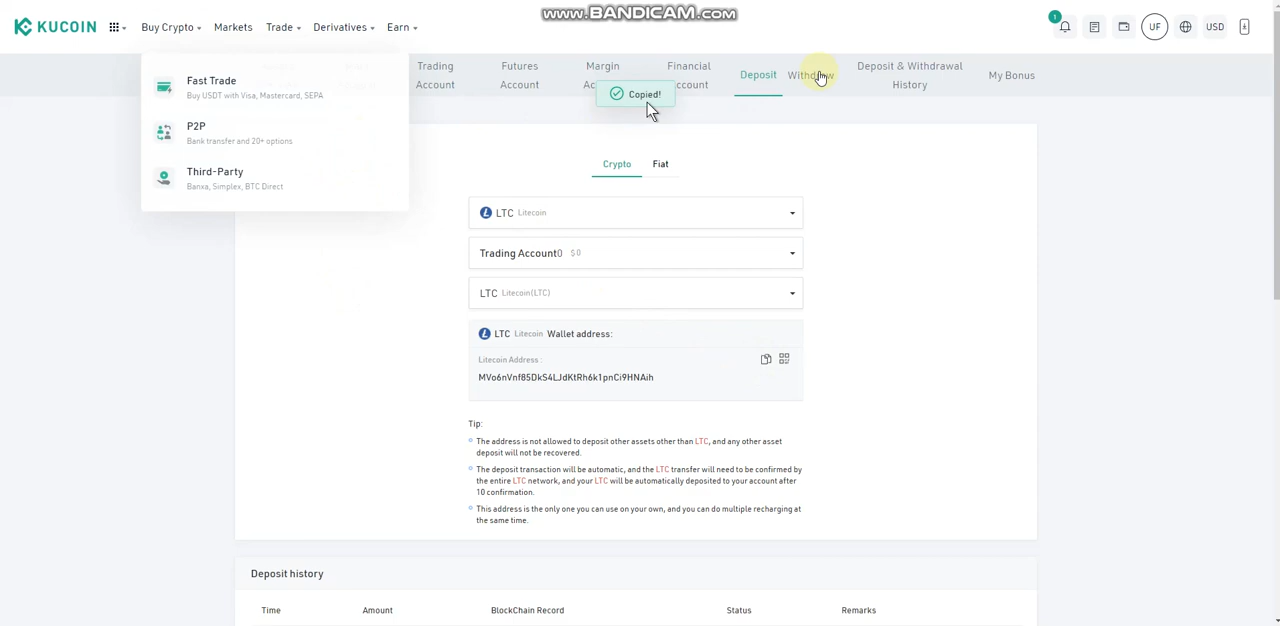 www.BANDICAM.com
KUCOIN
Buy Crypto
Markets
Trade
Derivatives
Earn
1
UF
USD
Trading Account
Futures Account
Margin
Financial
Deposit
Deposit & Withdrawal History
My Bonus
Copied!
Fast Trade
Buy USDT with Visa, Mastercard, SEPA
P2P
Bank transfer and 20+ options
Third-Party
Banxa, Simplex, BTC Direct
Crypto
Fiat
LTC Litecoin
Trading Account0 $0
LTC Litecoin(LTC)
LTC Litecoin Wallet address:
Litecoin Address :
MVo6nVnf85DkS4LJdKtRh6k1pnCi9HNAih
Tip:
The address is not allowed to deposit other assets other than LTC, and any other asset
deposit will not be recovered.
The deposit transaction will be automatic, and the LTC transfer will need to be confirmed by
the entire LTC network, and your LTC will be automatically deposited to your account after
10 confirmation.
This address is the only one you can use on your own, and you can do multiple recharging at
the same time.
Deposit history
Time
Amount
BlockChain Record
Status
Remarks